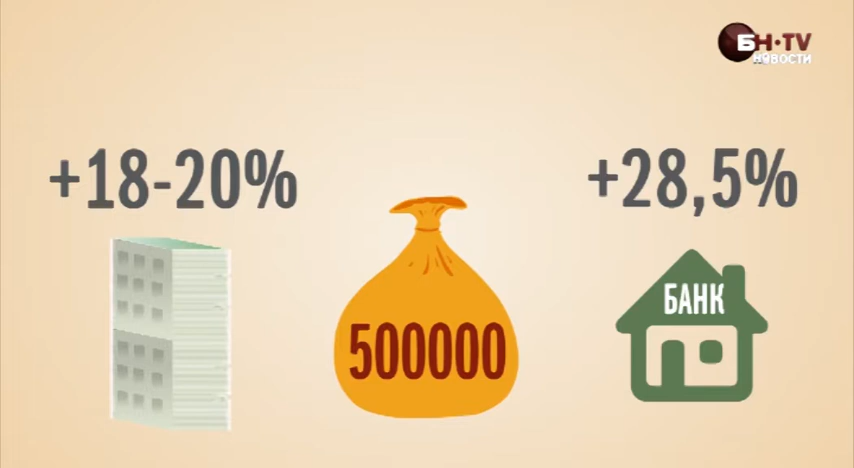 БН·TV
НОВОСТИ
+18-20%
+28,5%
500000
БАНК